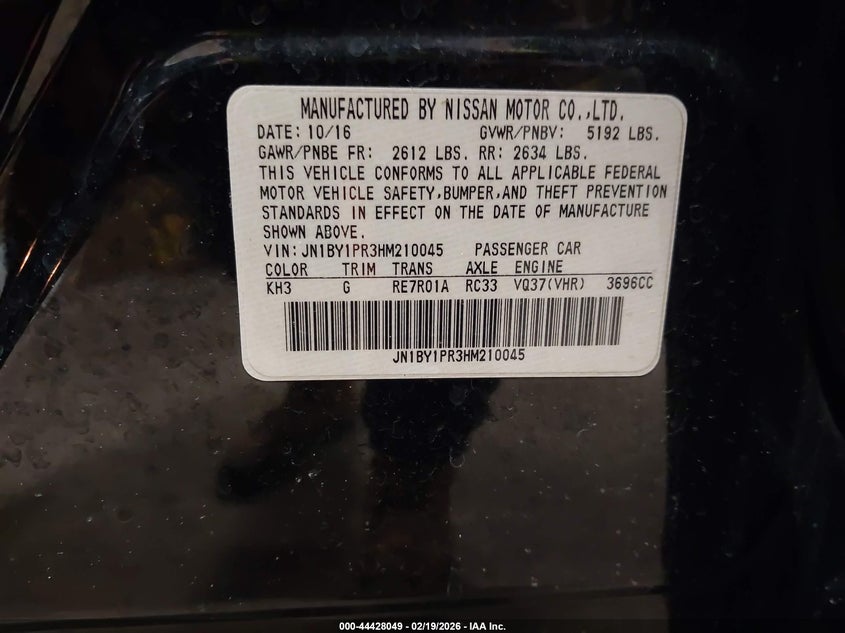 MANUFACTURED BY NISSAN MOTOR CO.,LTD.
DATE: 10/16 GVWR/PNBV: 5192 LBS.
GAWR/PNBE FR: 2612 LBS. RR: 2634 LBS.
THIS VEHICLE CONFORMS TO ALL APPLICABLE FEDERAL
MOTOR VEHICLE SAFETY,BUMPER,AND THEFT PREVENTION
STANDARDS IN EFFECT ON THE DATE OF MANUFACTURE
SHOWN ABOVE.
VIN:JN1BY1PR3HM210045 PASSENGER CAR
COLOR TRIM TRANS AXLE ENGINE
KH3 G RE7R01A RC33 VQ37(VHR) 3696CC
JN1BY1PR3HM210045
000-44428049 - 02/19/2026 - IAA Inc.